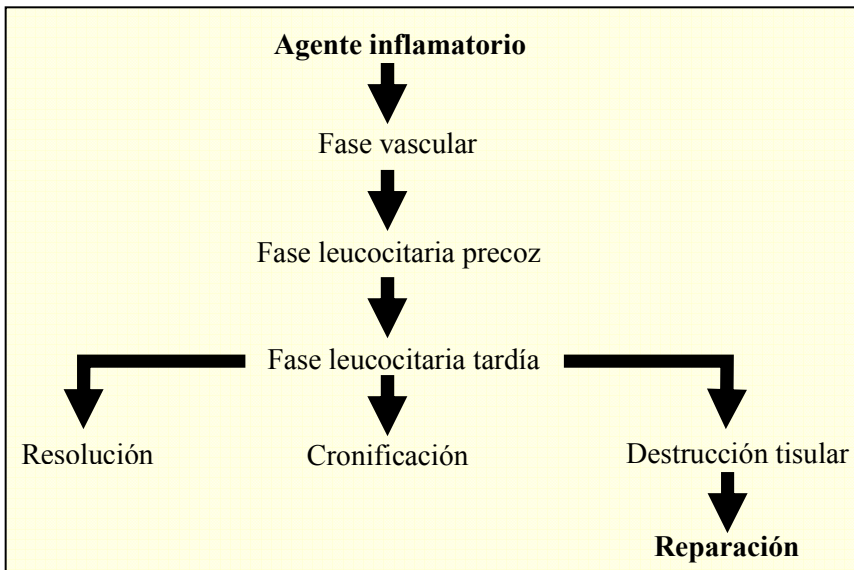 Agente inflamatorio
Fase vascular
Fase leucocitaria precoz
Fase leucocitaria tardía
Resolución
Cronificación
Destrucción tisular
Reparación